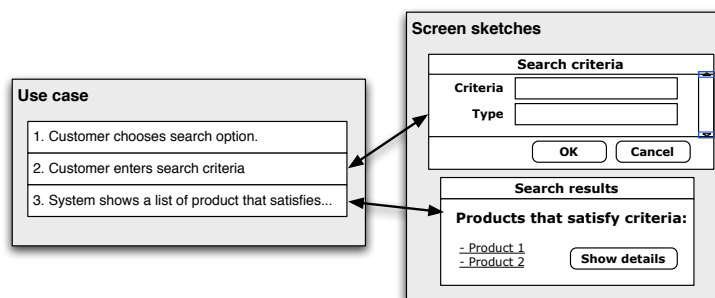 Use case
1. Customer chooses search option.
2. Customer enters search criteria
3. System shows a list of product that satisfies...
Screen sketches
Search criteria
Criteria
Type
OK Cancel
Search results
Products that satisfy criteria:
- Product 1
- Product 2
Show details